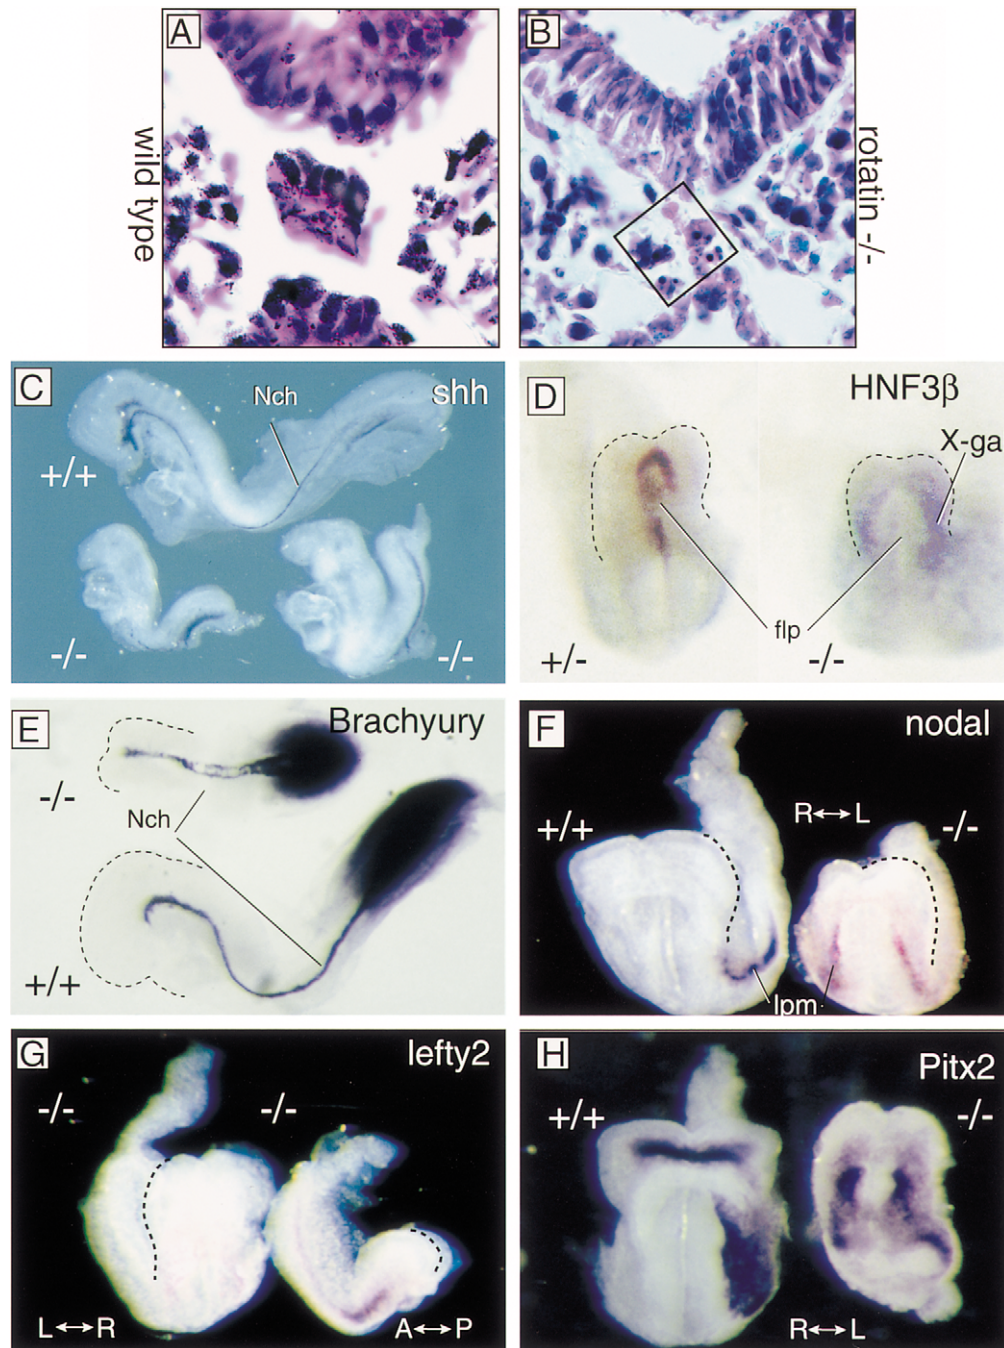 A
B
wild type
rotatin -/-
C
Nch
shh
+/+
-/-
-/-
D
HNF3β
X-ga
flp
+/-
-/-
E
Brachyury
-/-
Nch
+/+
F
nodal
+/+
R↔L
-/-
lpm
G
lefty2
-/-
-/-
L↔R
A↔P
H
Pitx2
+/+
-/-
R↔L